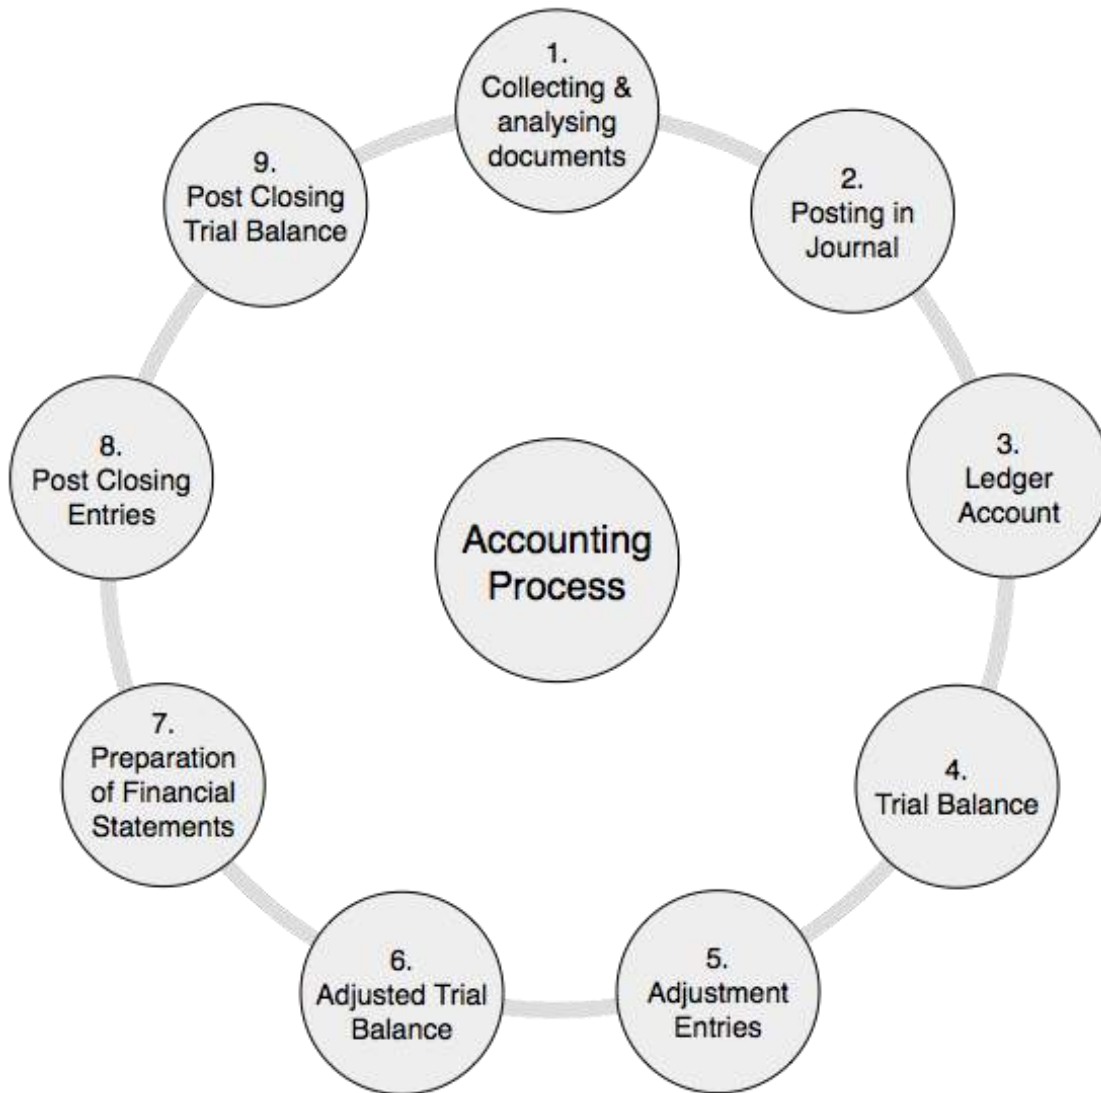 1.
Collecting &
analysing
documents
2.
Posting in
Journal
3.
Ledger
Account
4.
Trial Balance
5.
Adjustment
Entries
6.
Adjusted Trial
Balance
7.
Preparation
of Financial
Statements
8.
Post Closing
Entries
9.
Post Closing
Trial Balance
Accounting
Process